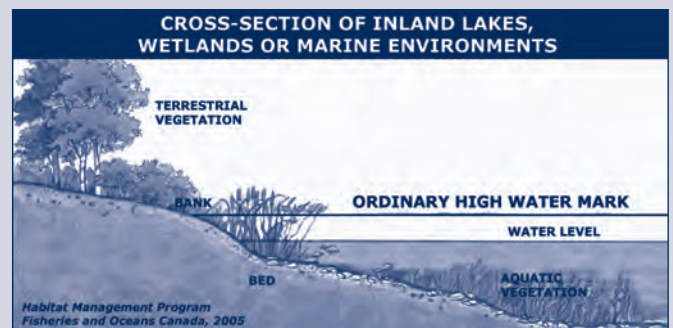 CROSS-SECTION OF INLAND LAKES,
WETLANDS OR MARINE ENVIRONMENTS
TERRESTRIAL
VEGETATION
BANK
ORDINARY HIGH WATER MARK
WATER LEVEL
BED
AQUATIC
VEGETATION
Habitat Management Program
Fisheries and Oceans Canada, 2005